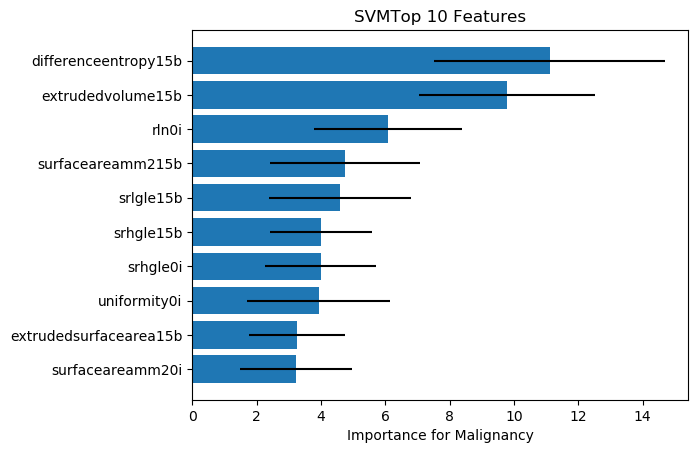 SVMTop 10 Features
differenceentropy15b
extrudedvolume15b
rln0i
surfaceareamm215b
srlgle15b
srhgle15b
srhgle0i
uniformity0i
extrudedsurfacearea15b
surfaceareamm20i
0 2 4 6 8 10 12 14
Importance for Malignancy